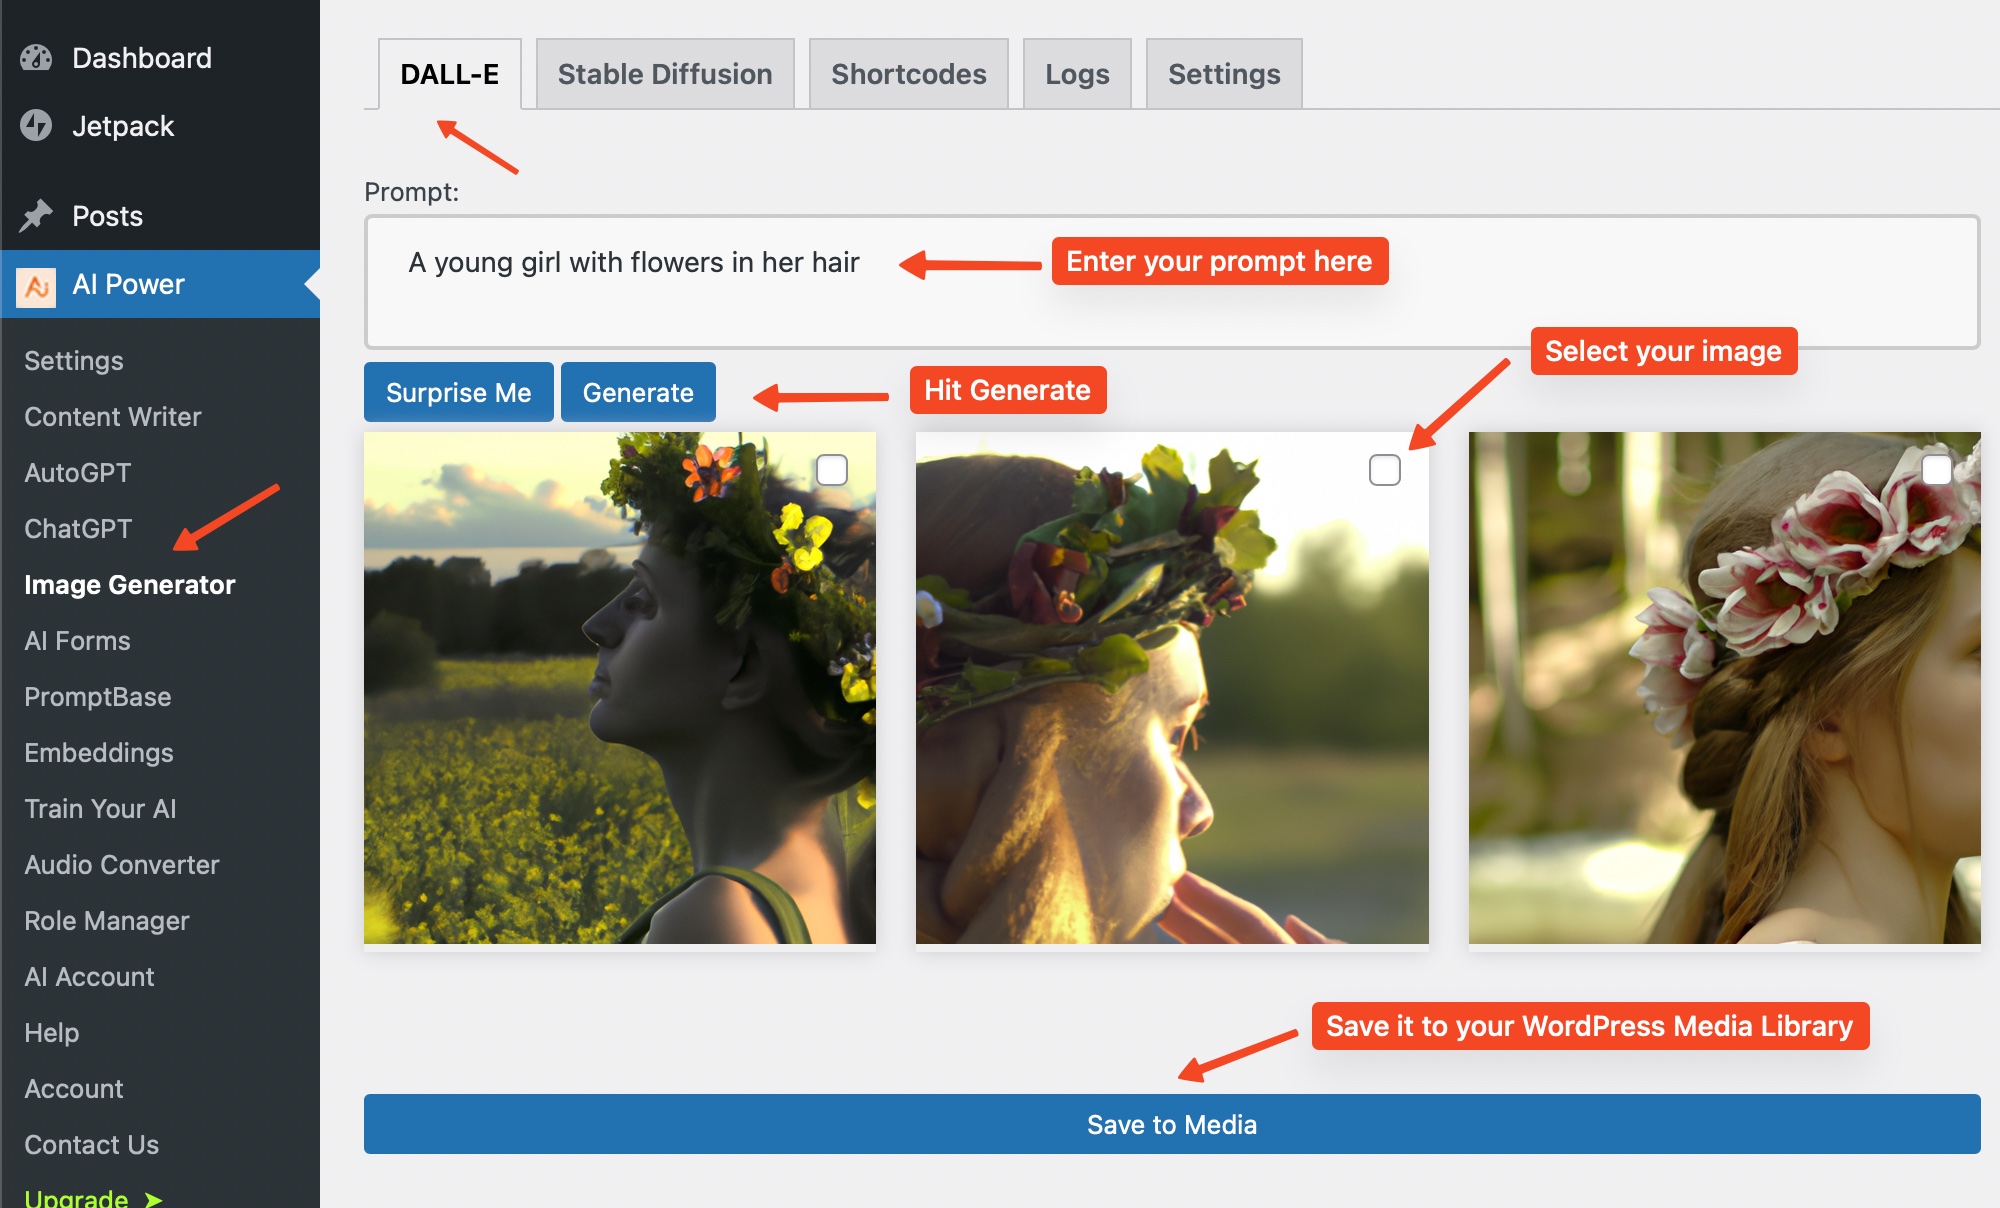 Dashboard
Jetpack
Posts
AI Power
Settings
Content Writer
AutoGPT
ChatGPT
Image Generator
AI Forms
PromptBase
Embeddings
Train Your AI
Audio Converter
Role Manager
AI Account
Help
Account
Contact Us
Upgrade ➤
DALL-E
Stable Diffusion
Shortcodes
Logs
Settings
Prompt:
A young girl with flowers in her hair
Enter your prompt here
Select your image
Surprise Me
Generate
Hit Generate
Save it to your WordPress Media Library
Save to Media